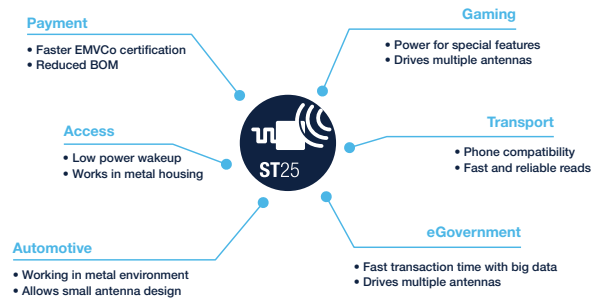 Payment
• Faster EMVCo certification
• Reduced BOM
Gaming
• Power for special features
• Drives multiple antennas
Access
• Low power wakeup
• Works in metal housing
ST25
Transport
• Phone compatibility
• Fast and reliable reads
Automotive
• Working in metal environment
• Allows small antenna design
eGovernment
• Fast transaction time with big data
• Drives multiple antennas